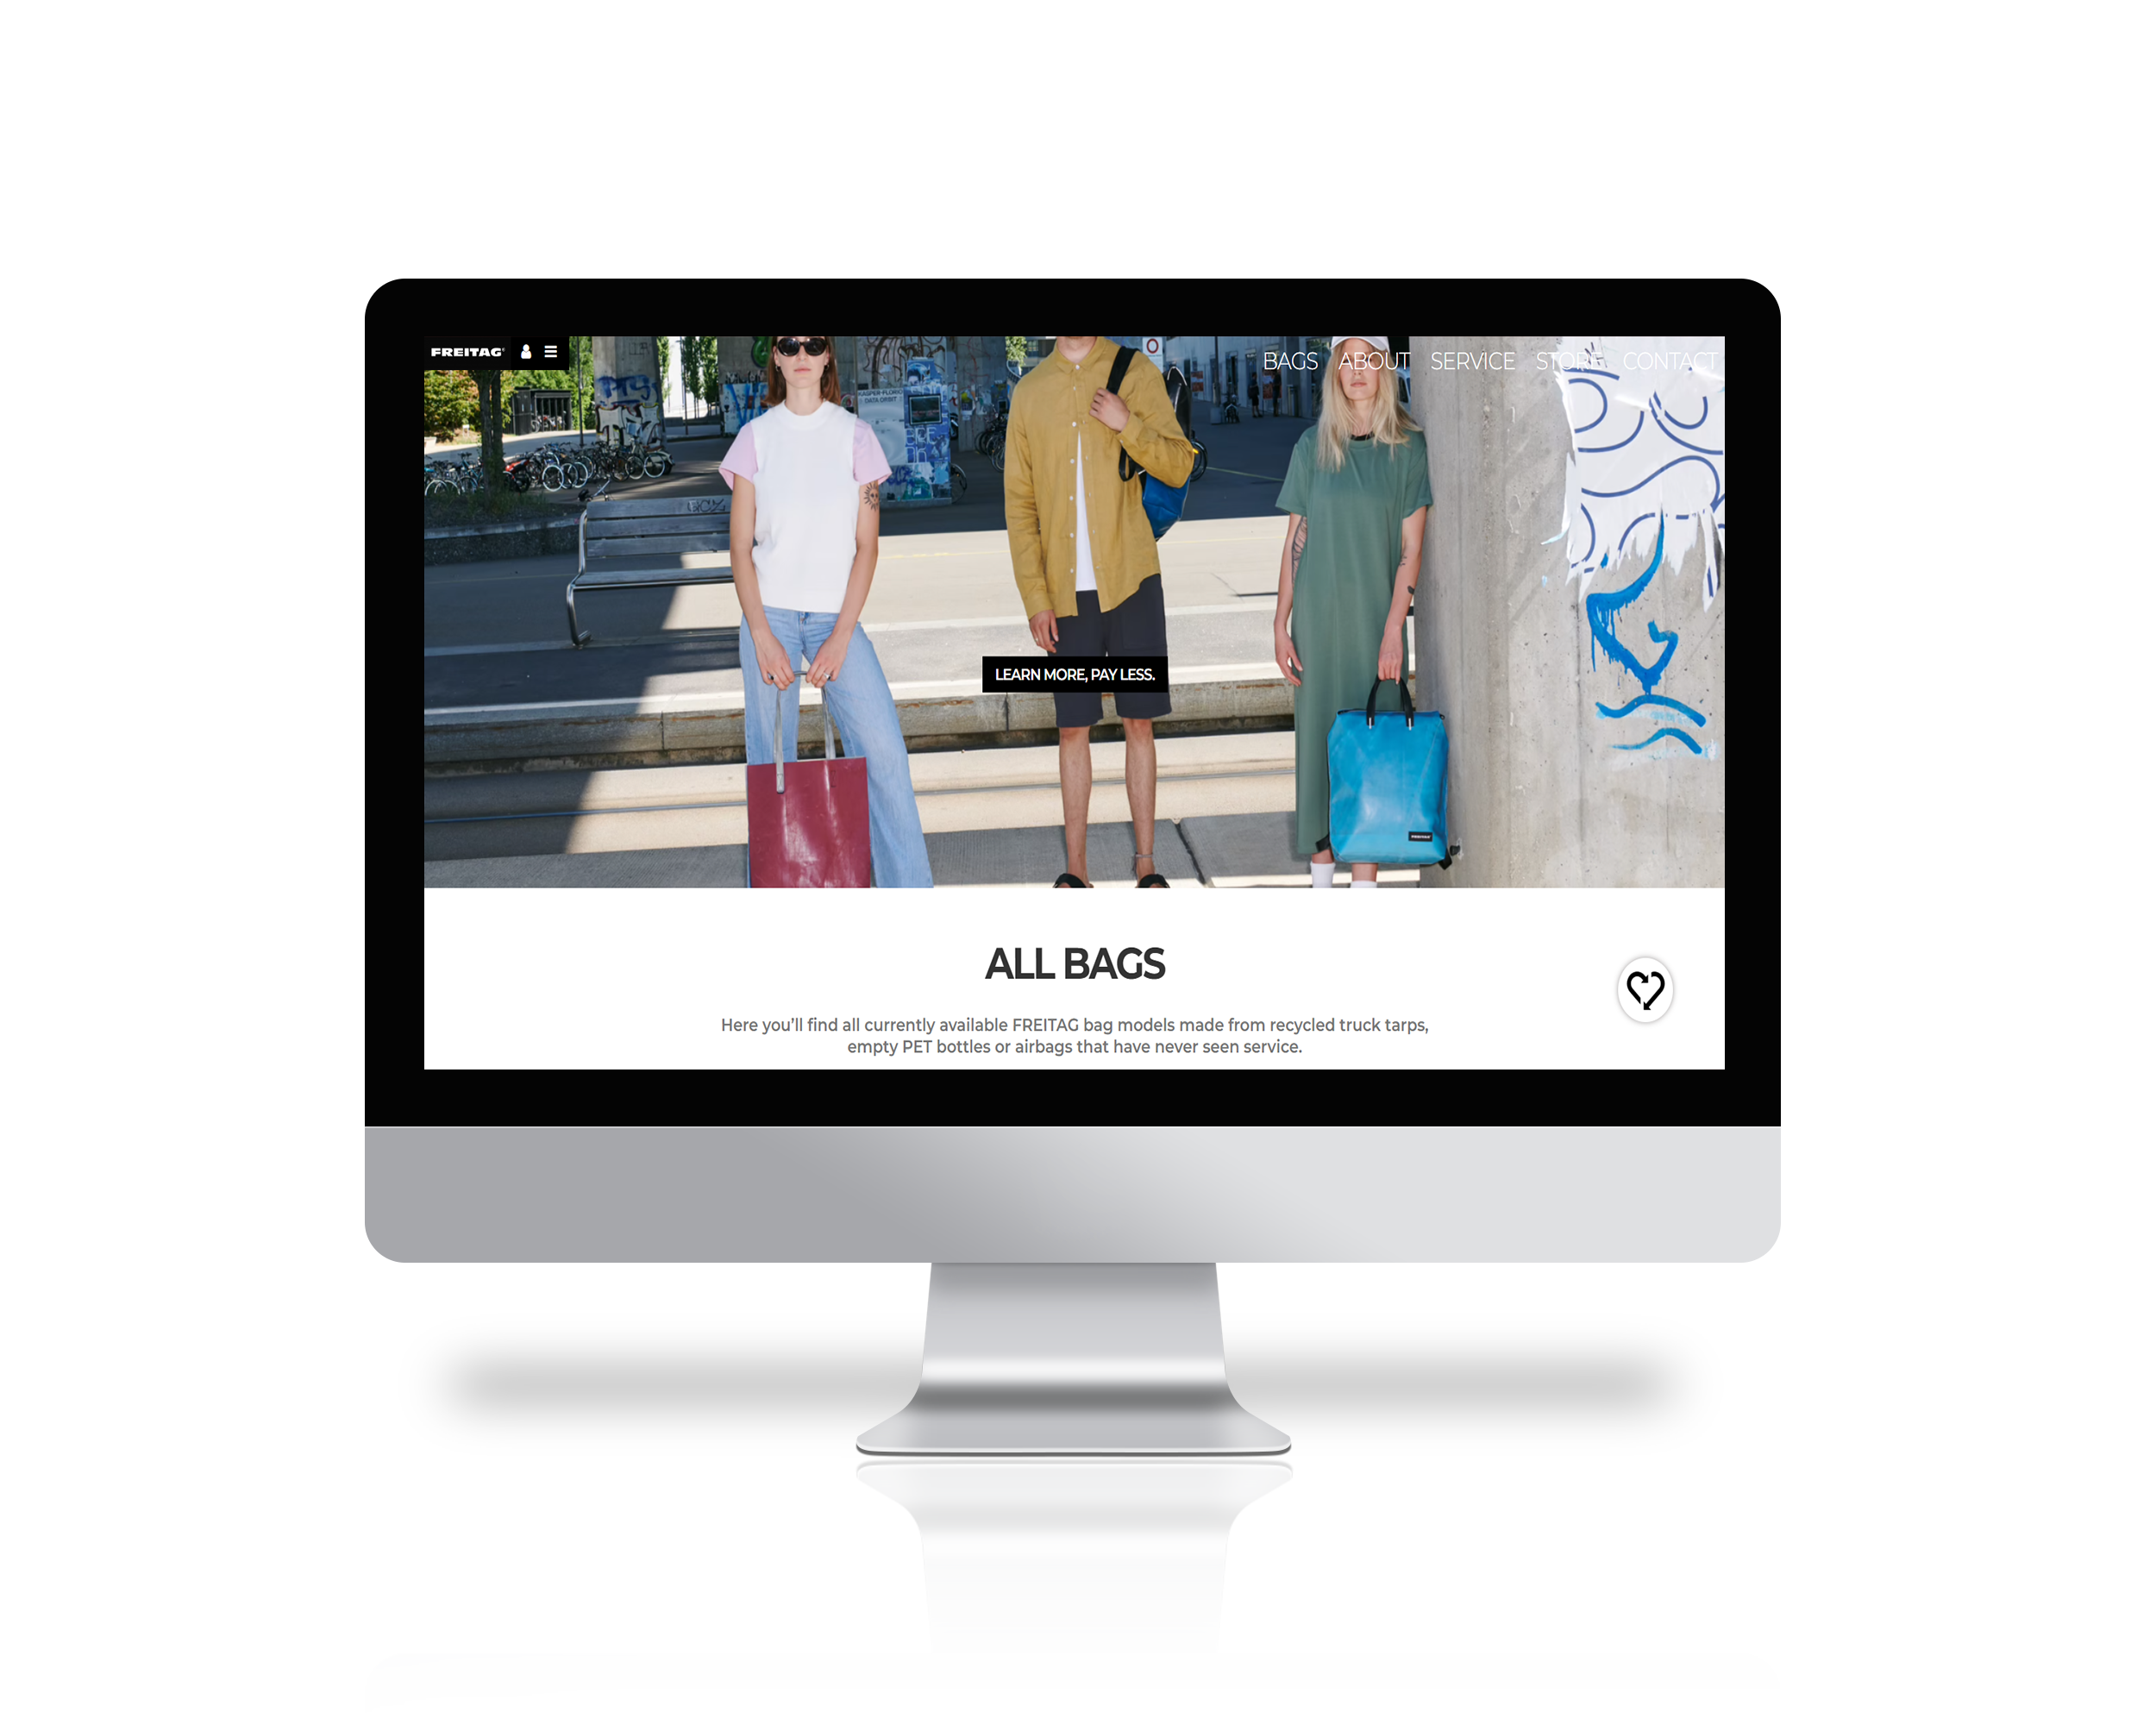 FREITAG
BAGS ABOUT SERVICE STORE CONTACT
LEARN MORE, PAY LESS.
FREITAG
ALL BAGS
Here you’ll find all currently available FREITAG bag models made from recycled truck tarps,
empty PET bottles or airbags that have never seen service.